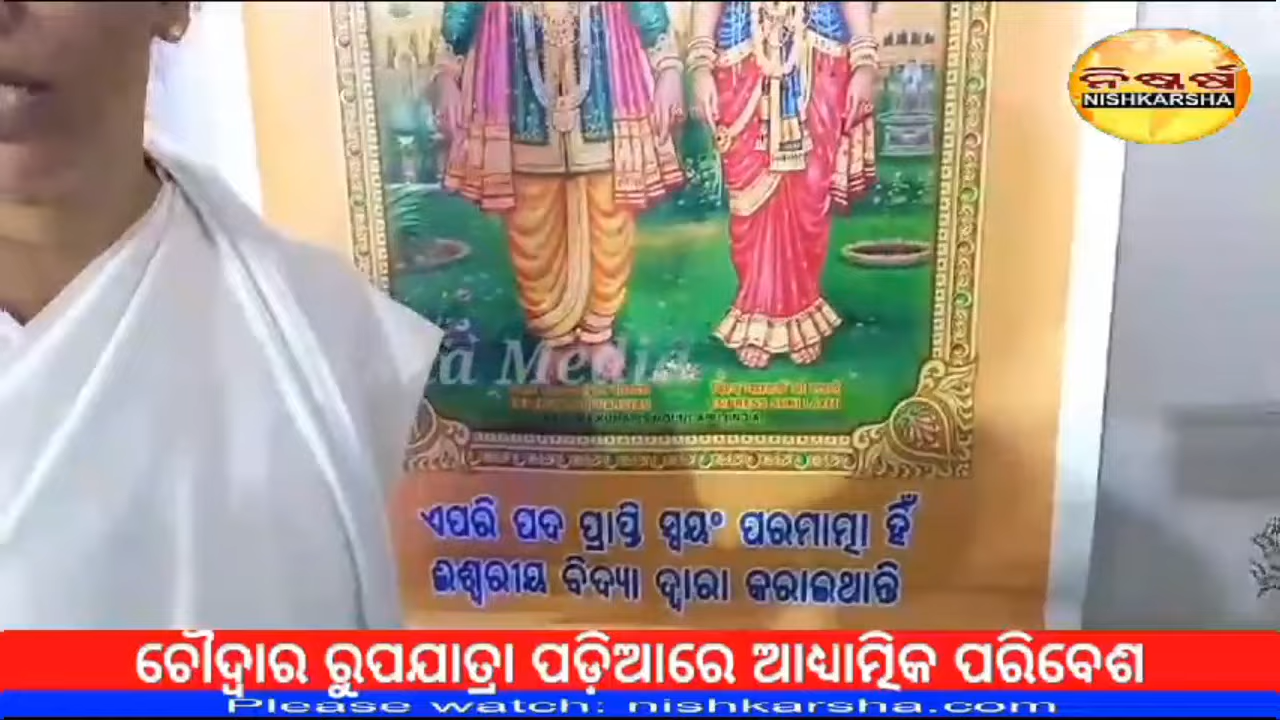 ନିଷ୍କର୍ଷ
NISHKARSHA
ଏପରି ପଦ ପ୍ରାପ୍ତି ସ୍ୱୟଂ ପରମାତ୍ମା ହିଁ
ଈଶ୍ୱରୀୟ ବିଦ୍ୟା ଦ୍ୱାରା କରାଇଥାନ୍ତି
ଚୌଦ୍ୱାର ରୁପଯାତ୍ରା ପଡ଼ିଆରେ ଆଧ୍ୟାତ୍ମିକ ପରିବେଶ
Please watch: nishkarsha.com